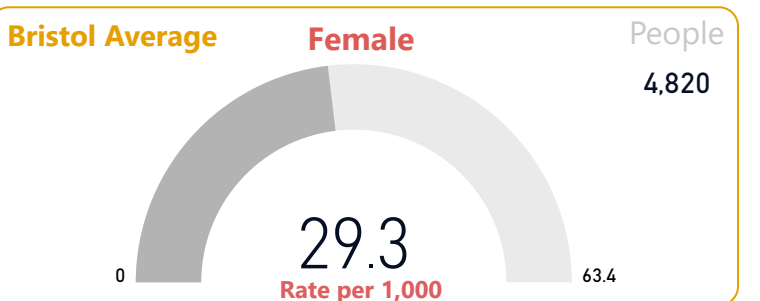 Bristol Average
Female
People
4,820
29.3
0
63.4
Rate per 1,000